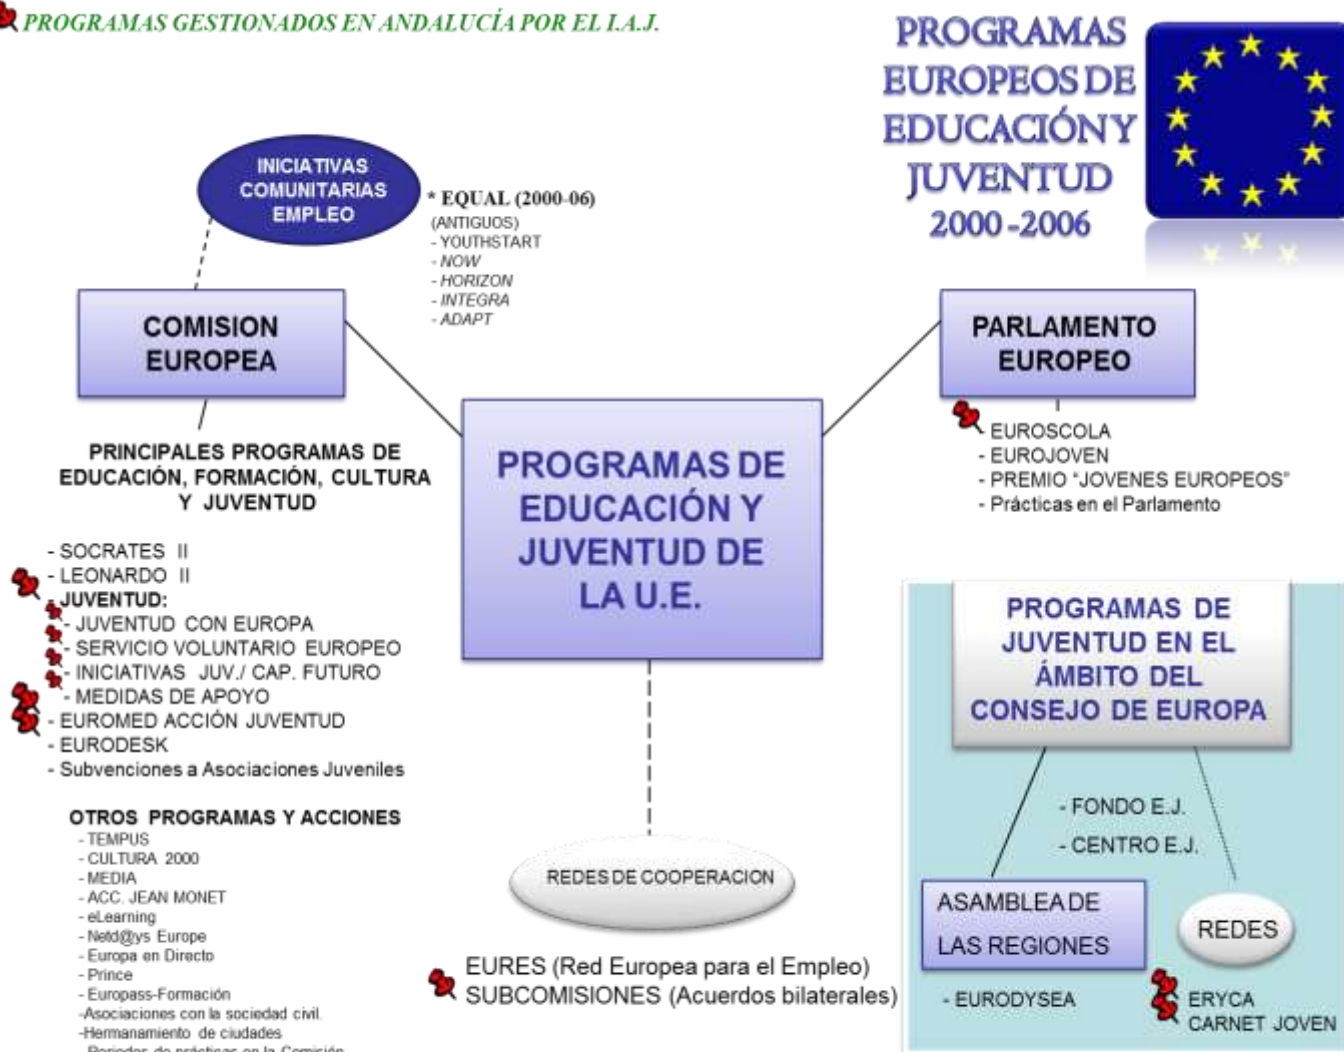 PROGRAMAS GESTIONADOS EN ANDALUCÍA POR EL I.A.J.
PROGRAMAS
EUROPEOS DE
EDUCACIÓN Y
JUVENTUD
2000 -2006
INICIATIVAS
COMUNITARIAS
EMPLEO
* EQUAL (2000-06)
(ANTIGUOS)
- YOUTHSTART
- NOW
- HORIZON
- INTEGRA
- ADAPT
COMISION
EUROPEA
PARLAMENTO
EUROPEO
PROGRAMAS DE
EDUCACIÓN Y
JUVENTUD DE
LA U.E.
- EUROSCOLA
- EUROJOVEN
- PREMIO “JOVENES EUROPEOS”
- Prácticas en el Parlamento
PRINCIPALES PROGRAMAS DE
EDUCACIÓN, FORMACIÓN, CULTURA
Y JUVENTUD
- SOCRATES II
- LEONARDO II
- JUVENTUD:
- JUVENTUD CON EUROPA
- SERVICIO VOLUNTARIO EUROPEO
- INICIATIVAS JUV./ CAP. FUTURO
- MEDIDAS DE APOYO
- EUROMED ACCIÓN JUVENTUD
- EURODESK
- Subvenciones a Asociaciones Juveniles
OTROS PROGRAMAS Y ACCIONES
- TEMPUS
- CULTURA 2000
- MEDIA
- ACC. JEAN MONET
- eLearning
- Netd@ys Europe
- Europa en Directo
- Prince
- Europass-Formación
-Asociaciones con la sociedad civil.
-Hermanamiento de ciudades
- Periodos de prácticas en la Comisión
REDES DE COOPERACION
EURES (Red Europea para el Empleo)
SUBCOMISIONES (Acuerdos bilaterales)
PROGRAMAS DE
JUVENTUD EN EL
ÁMBITO DEL
CONSEJO DE EUROPA
- FONDO E.J.
- CENTRO E.J.
ASAMBLEA DE
LAS REGIONES
REDES
- EURODYSEA
ERYCA
CARNET JOVEN